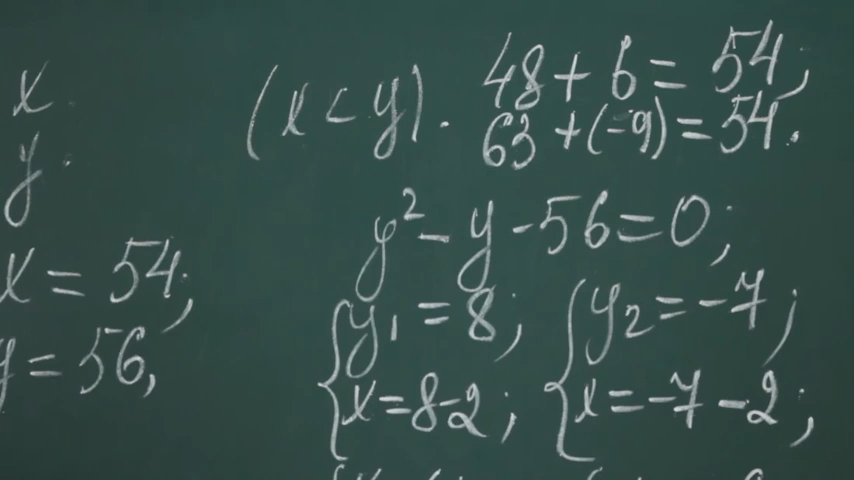 x.
y.
x = 54;
y = 56,
(x < y).
48 + 6 = 54;
63 + (-9) = 54.
y² - y - 56 = 0;
{ y₁ = 8;
x = 8 - 2;
{ y₂ = -7;
x = -7 - 2;